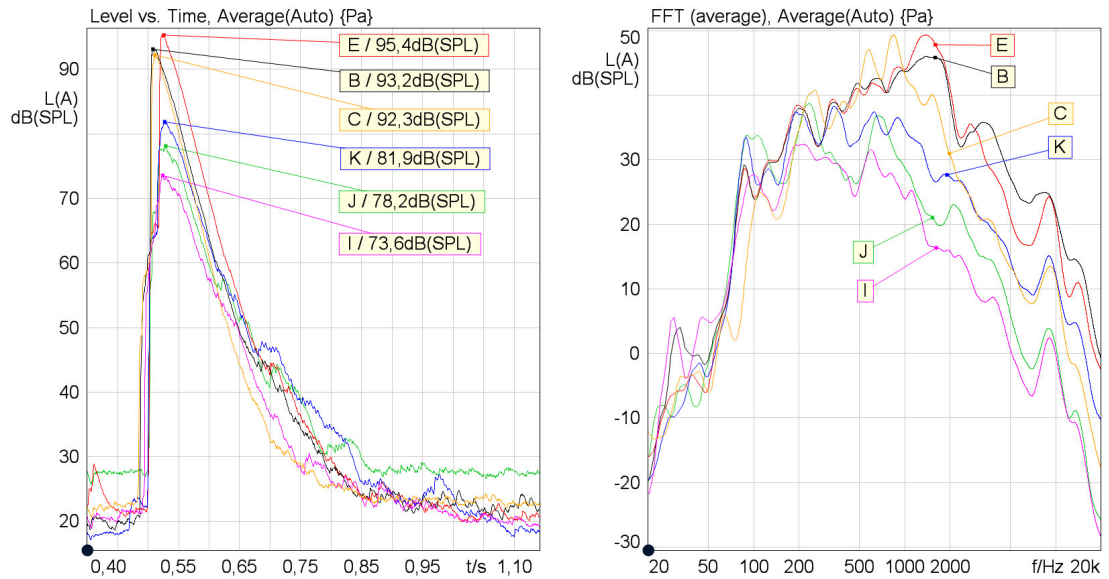 Level vs. Time, Average(Auto) {Pa}
90
L(A)
dB(SPL)
70
60
50
40
30
20
E / 95,4dB(SPL)
B / 93,2dB(SPL)
C / 92,3dB(SPL)
K / 81,9dB(SPL)
J / 78,2dB(SPL)
I / 73,6dB(SPL)
0,40 0,55 0,65 0,75 0,85 0,95 t/s 1,10
FFT (average), Average(Auto) {Pa}
50
L(A)
dB(SPL)
30
20
10
0
-10
-20
-30
E
B
C
K
J
I
20 50 100 200 500 1000 2000 f/Hz 20k